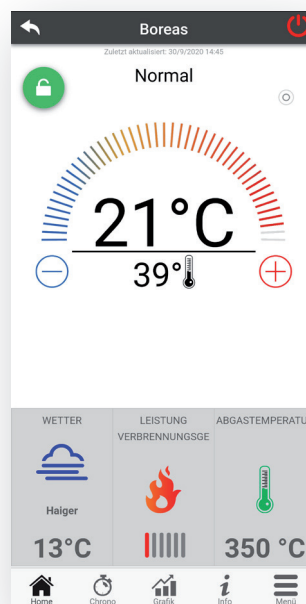 Boreas
Zuletzt aktualisiert: 30/9/2020 14:45
Normal
21°C
39°
WETTER
LEISTUNG
VERBRENNUNGSGE
ABGASTEMPERATU
Haiger
13°C
350 °C
Home
Chrono
Grafik
Info
Menü